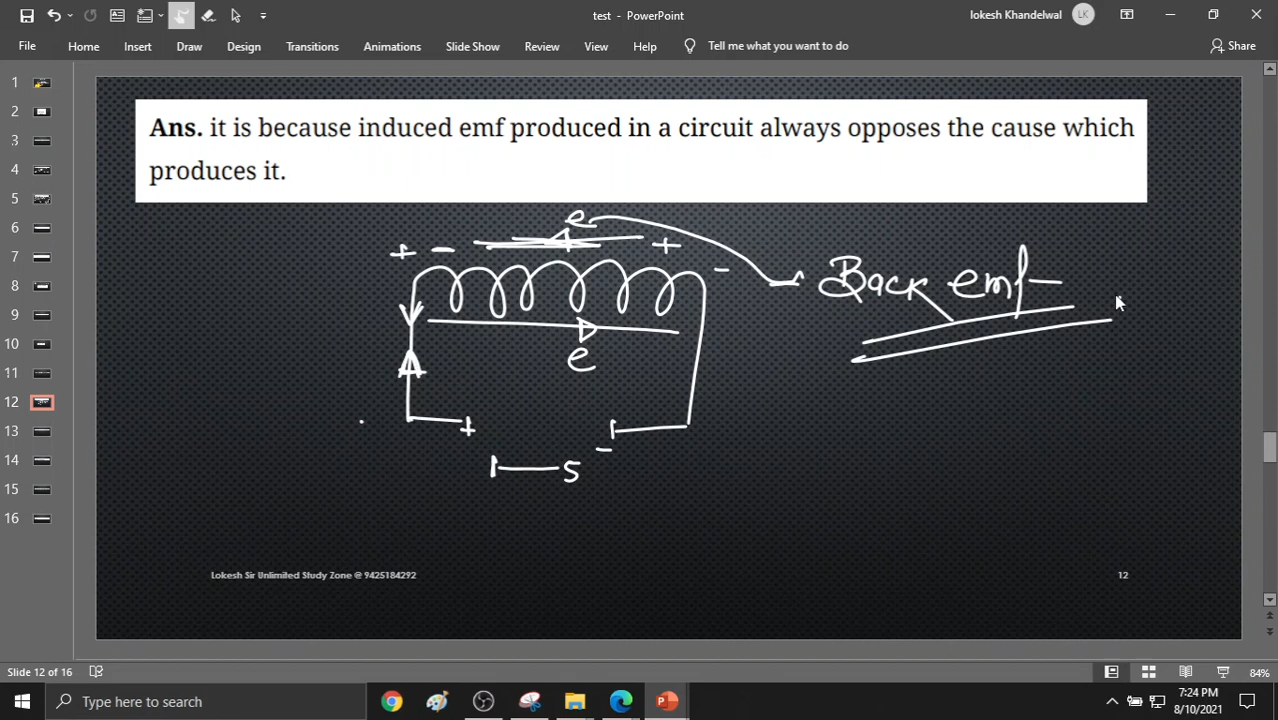 test - PowerPoint
lokesh Khandelwal
LK
File Home Insert Draw Design Transitions Animations Slide Show Review View Help Tell me what you want to do Share
1
2
3
4
5
6
7
8
9
10
11
12
13
14
15
16
Ans. it is because induced emf produced in a circuit always opposes the cause which
produces it.
e
+ - + -
Back emf
e
+ -
5
Lokesh Sir Unlimited Study Zone @ 9425184292
12
Slide 12 of 16
84%
Type here to search
7:24 PM
8/10/2021